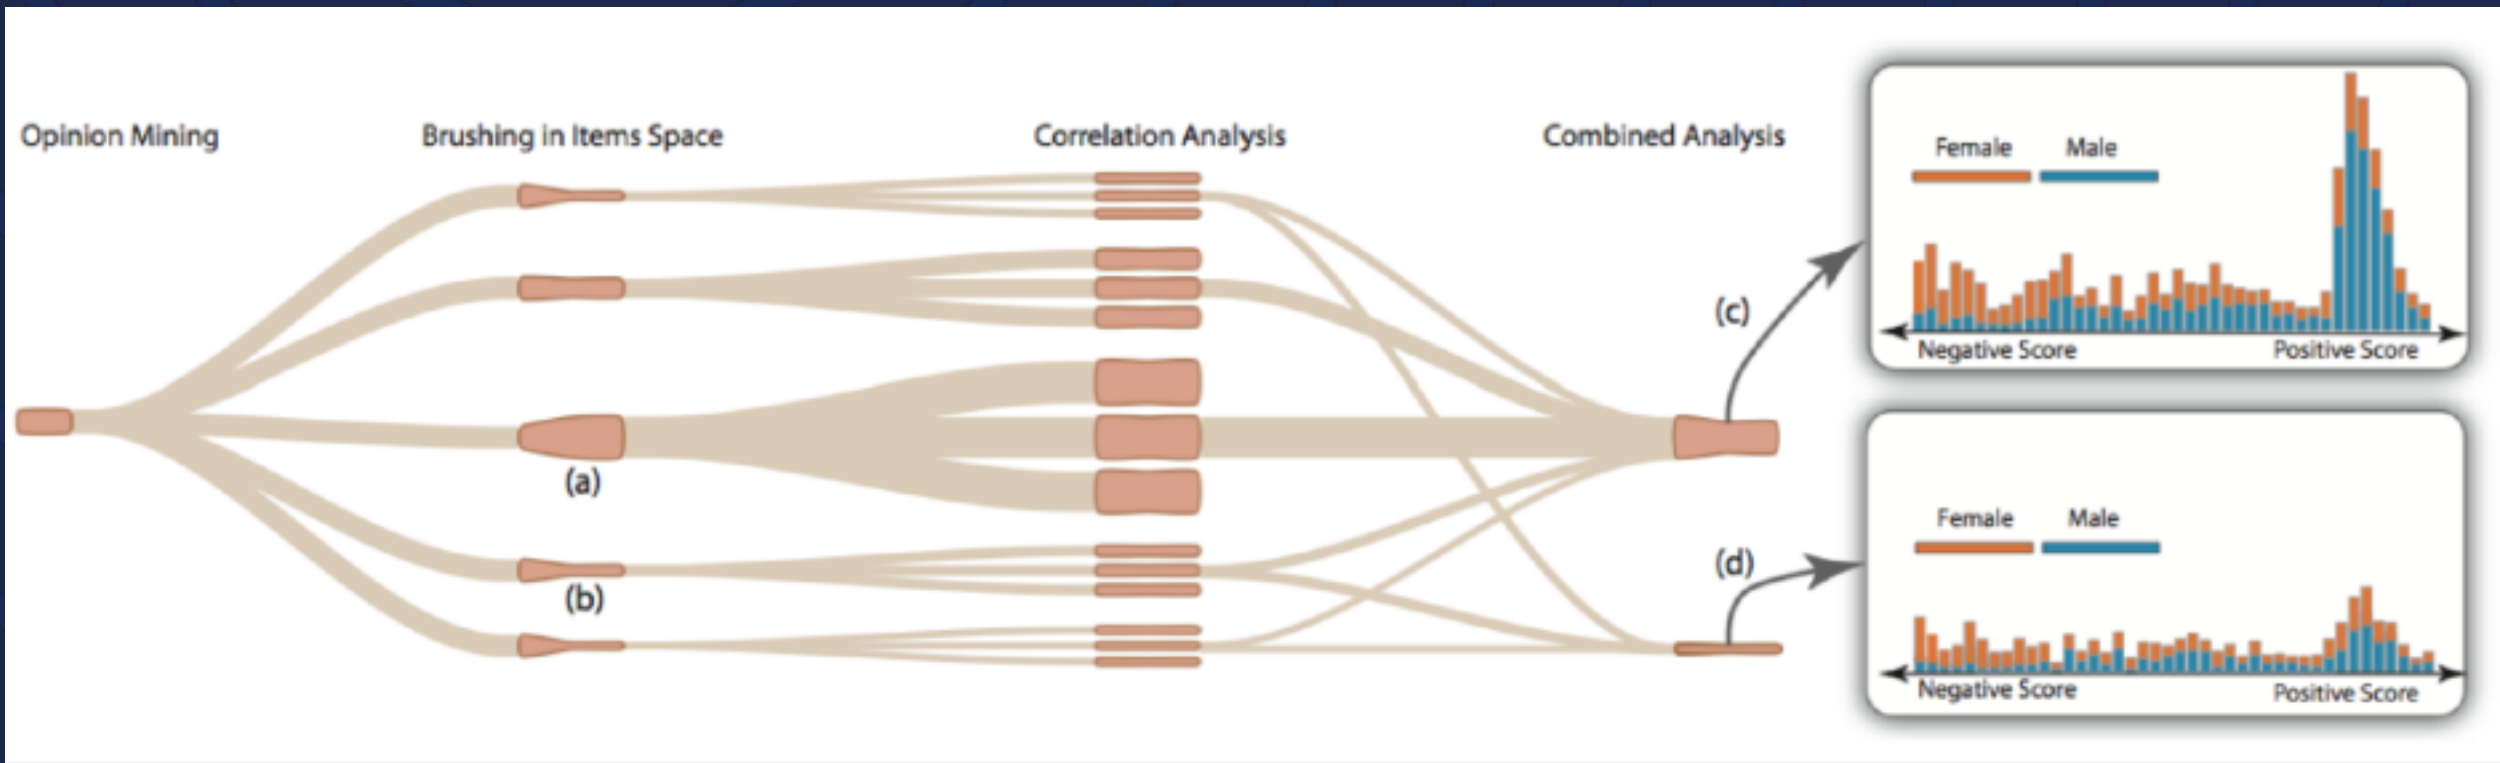 Opinion Mining
Brushing in Items Space
Correlation Analysis
Combined Analysis
(a)
(b)
(c)
(d)
Female Male
Negative Score Positive Score
Female Male
Negative Score Positive Score